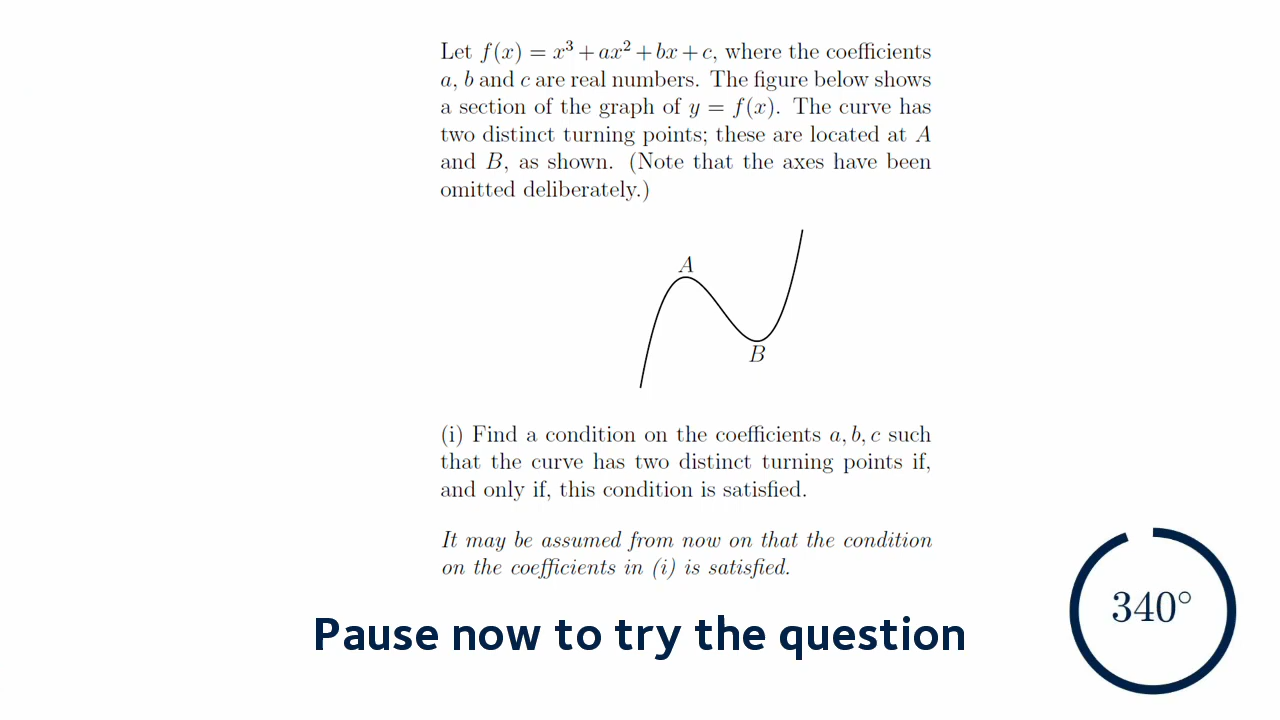 Let f(x) = x³ + ax² + bx + c, where the coefficients
a, b and c are real numbers. The figure below shows
a section of the graph of y = f(x). The curve has
two distinct turning points; these are located at A
and B, as shown. (Note that the axes have been
omitted deliberately.)
A
B
(i) Find a condition on the coefficients a, b, c such
that the curve has two distinct turning points if,
and only if, this condition is satisfied.
It may be assumed from now on that the condition
on the coefficients in (i) is satisfied.
Pause now to try the question
340°